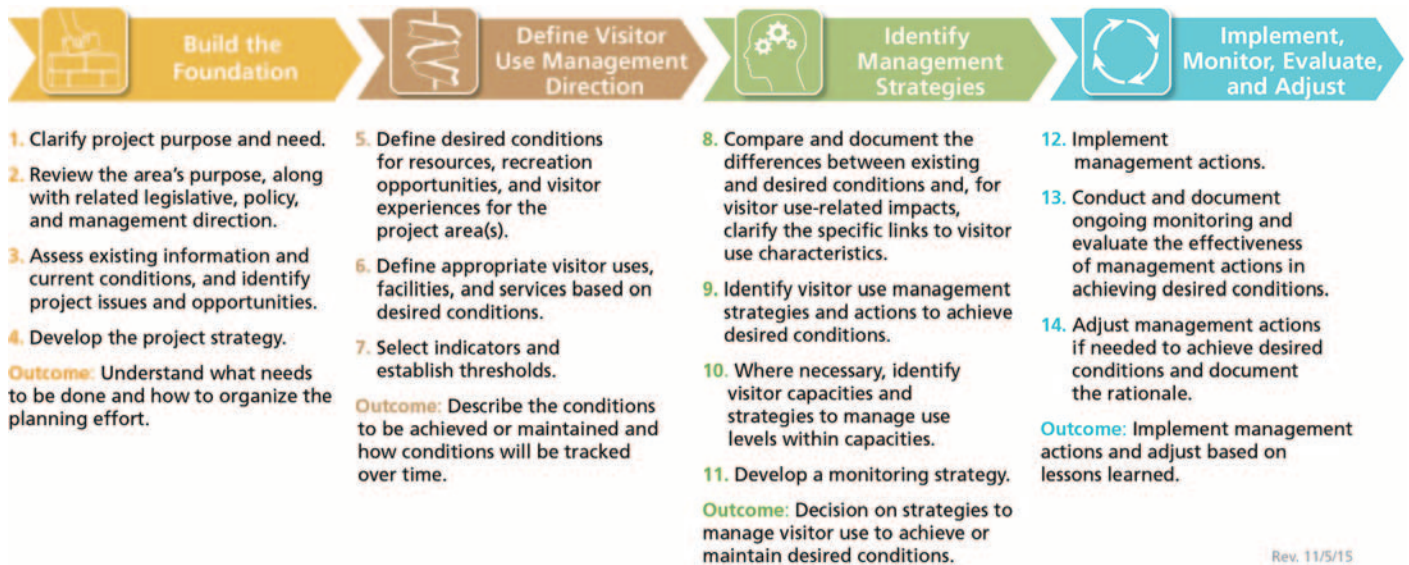 Build the
Foundation
1. Clarify project purpose and need.
2. Review the area's purpose, along
with related legislative, policy,
and management direction.
3. Assess existing information and
current conditions, and identify
project issues and opportunities.
4. Develop the project strategy.
Outcome: Understand what needs
to be done and how to organize the
planning effort.
Define Visitor
Use Management
Direction
5. Define desired conditions
for resources, recreation
opportunities, and visitor
experiences for the
project area(s).
6. Define appropriate visitor uses,
facilities, and services based on
desired conditions.
7. Select indicators and
establish thresholds.
Outcome: Describe the conditions
to be achieved or maintained and
how conditions will be tracked
over time.
Identify
Management
Strategies
8. Compare and document the
differences between existing
and desired conditions and, for
visitor use-related impacts,
clarify the specific links to visitor
use characteristics.
9. Identify visitor use management
strategies and actions to achieve
desired conditions.
10. Where necessary, identify
visitor capacities and
strategies to manage use
levels within capacities.
11. Develop a monitoring strategy.
Outcome: Decision on strategies to
manage visitor use to achieve or
maintain desired conditions.
Implement,
Monitor, Evaluate,
and Adjust
12. Implement
management actions.
13. Conduct and document
ongoing monitoring and
evaluate the effectiveness
of management actions in
achieving desired conditions.
14. Adjust management actions
if needed to achieve desired
conditions and document
the rationale.
Outcome: Implement management
actions and adjust based on
lessons learned.
Rev. 11/5/15